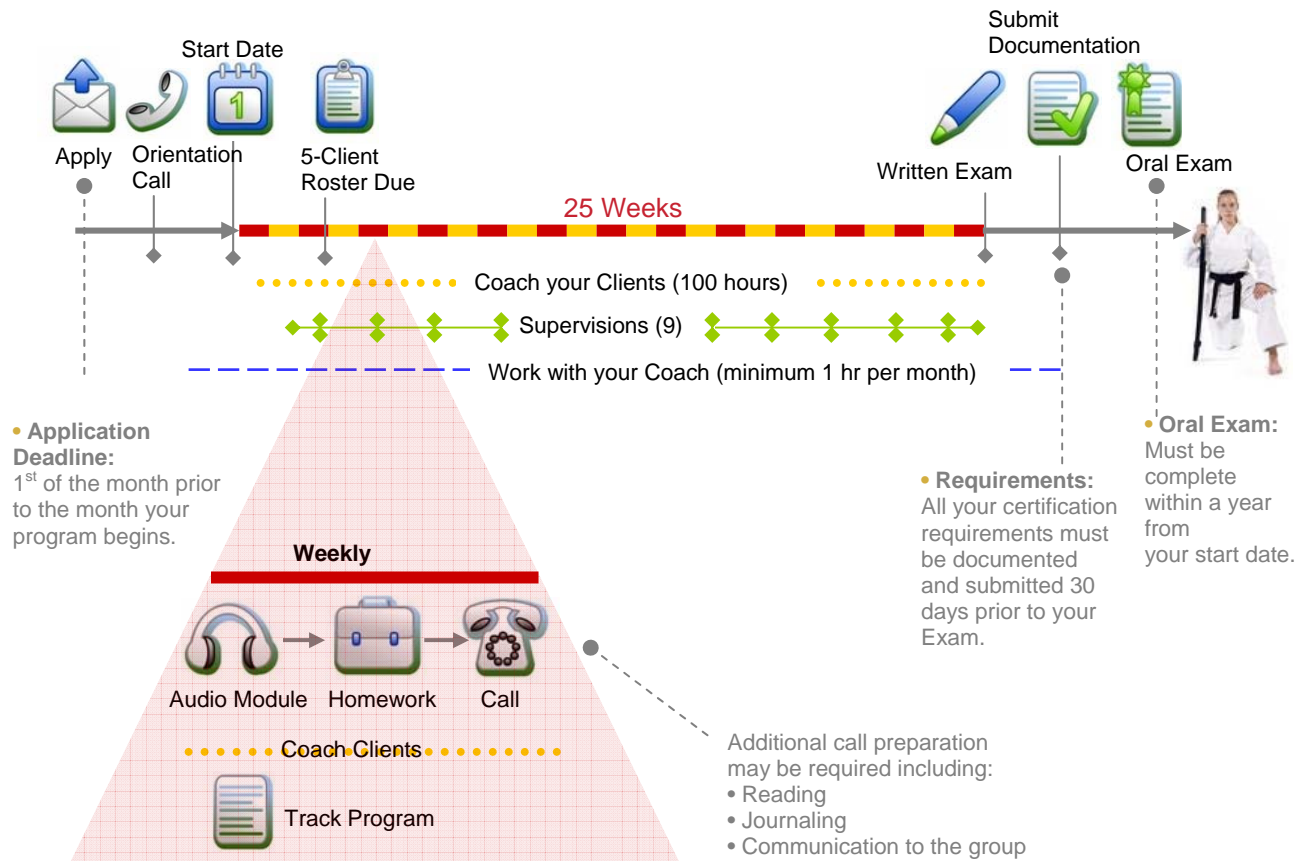 Submit
Documentation
Start Date
1
Apply
Orientation
Call
5-Client
Roster Due
Written Exam
Oral Exam
25 Weeks
Coach your Clients (100 hours)
Supervisions (9)
Work with your Coach (minimum 1 hr per month)
• Application
Deadline:
1st of the month prior
to the month your
program begins.
• Requirements:
All your certification
requirements must
be documented
and submitted 30
days prior to your
Exam.
• Oral Exam:
Must be
complete
within a year
from
your start date.
Weekly
Audio Module
Homework
Call
Coach Clients
Track Program
Additional call preparation
may be required including:
• Reading
• Journaling
• Communication to the group